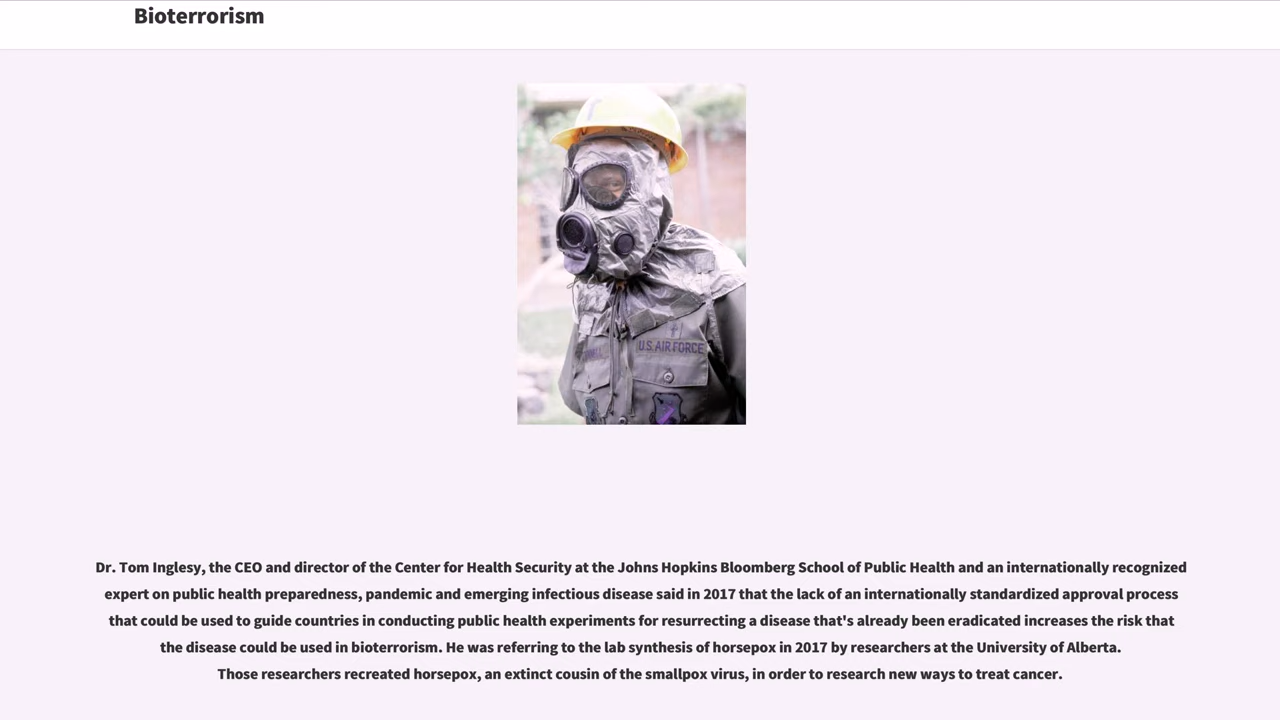 Bioterrorism
U.S. AIR FORCE
Dr. Tom Inglesy, the CEO and director of the Center for Health Security at the Johns Hopkins Bloomberg School of Public Health and an internationally recognized
expert on public health preparedness, pandemic and emerging infectious disease said in 2017 that the lack of an internationally standardized approval process
that could be used to guide countries in conducting public health experiments for resurrecting a disease that's already been eradicated increases the risk that
the disease could be used in bioterrorism. He was referring to the lab synthesis of horsepox in 2017 by researchers at the University of Alberta.
Those researchers recreated horsepox, an extinct cousin of the smallpox virus, in order to research new ways to treat cancer.